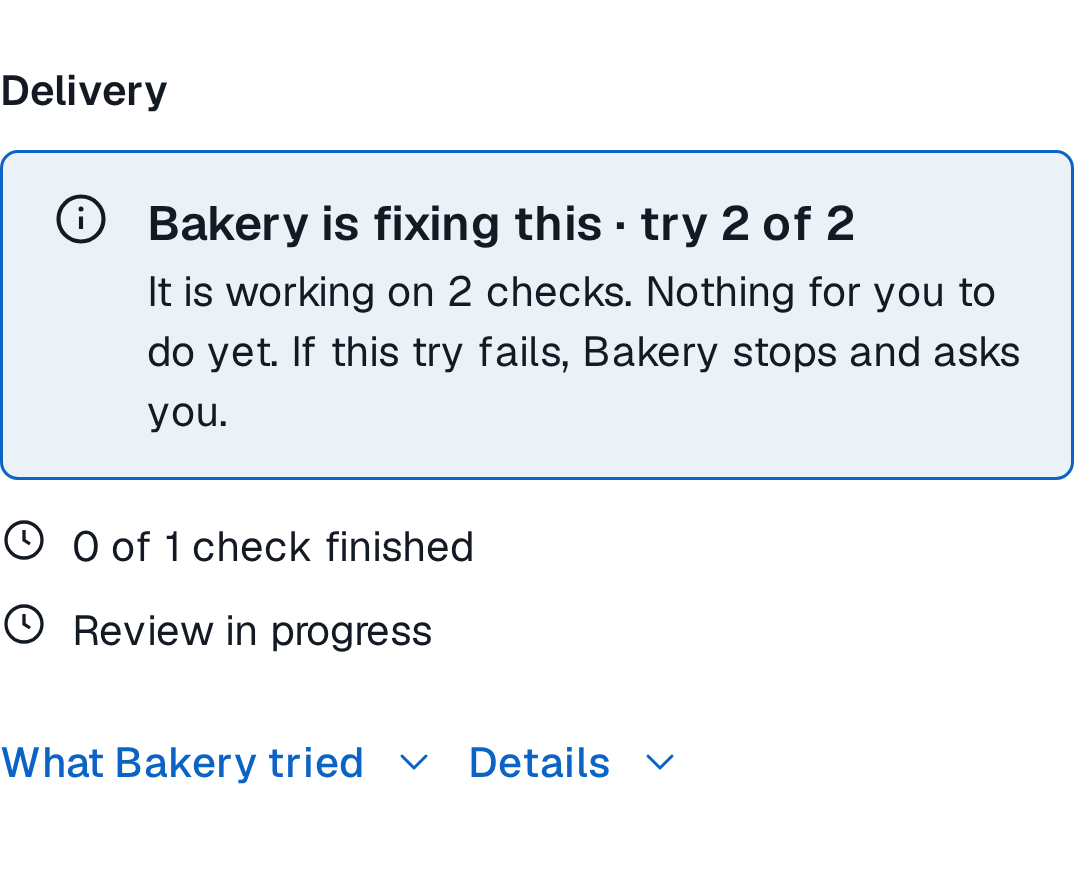 Delivery
Bakery is fixing this · try 2 of 2
It is working on 2 checks. Nothing for you to
do yet. If this try fails, Bakery stops and asks
you.
0 of 1 check finished
Review in progress
What Bakery tried Details